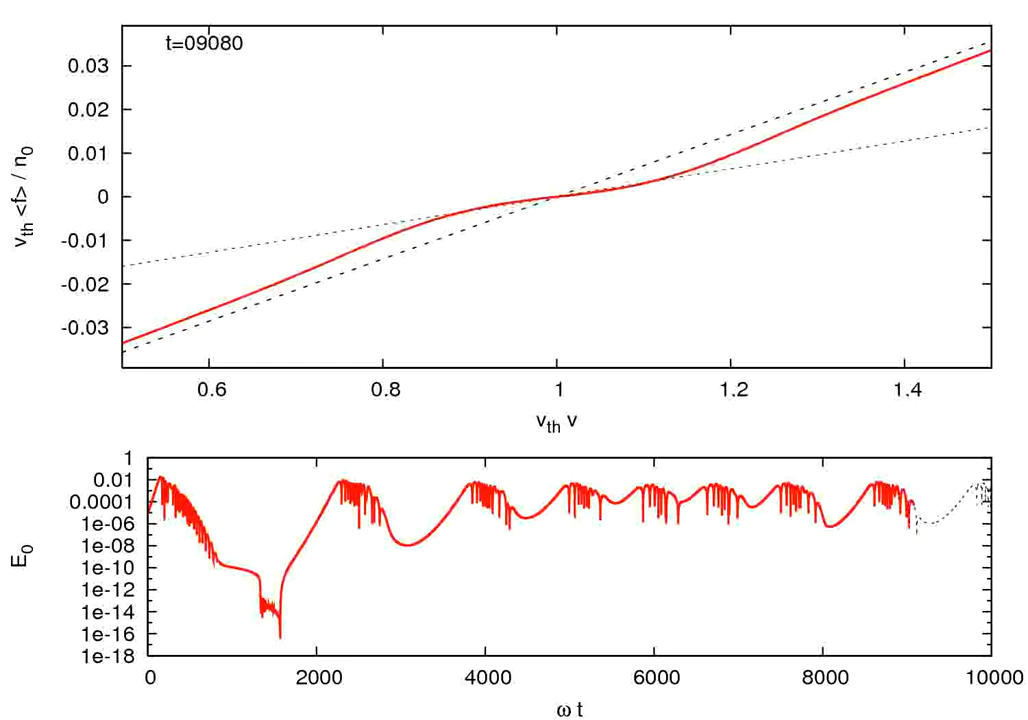 t=09080
0.03
0.02
0.01
0
-0.01
-0.02
-0.03
v_th <f> / n_0
0.6 0.8 1 1.2 1.4
v_th v
1
0.01
0.0001
1e-06
1e-08
1e-10
1e-12
1e-14
1e-16
1e-18
E_0
0 2000 4000 6000 8000 10000
ω t